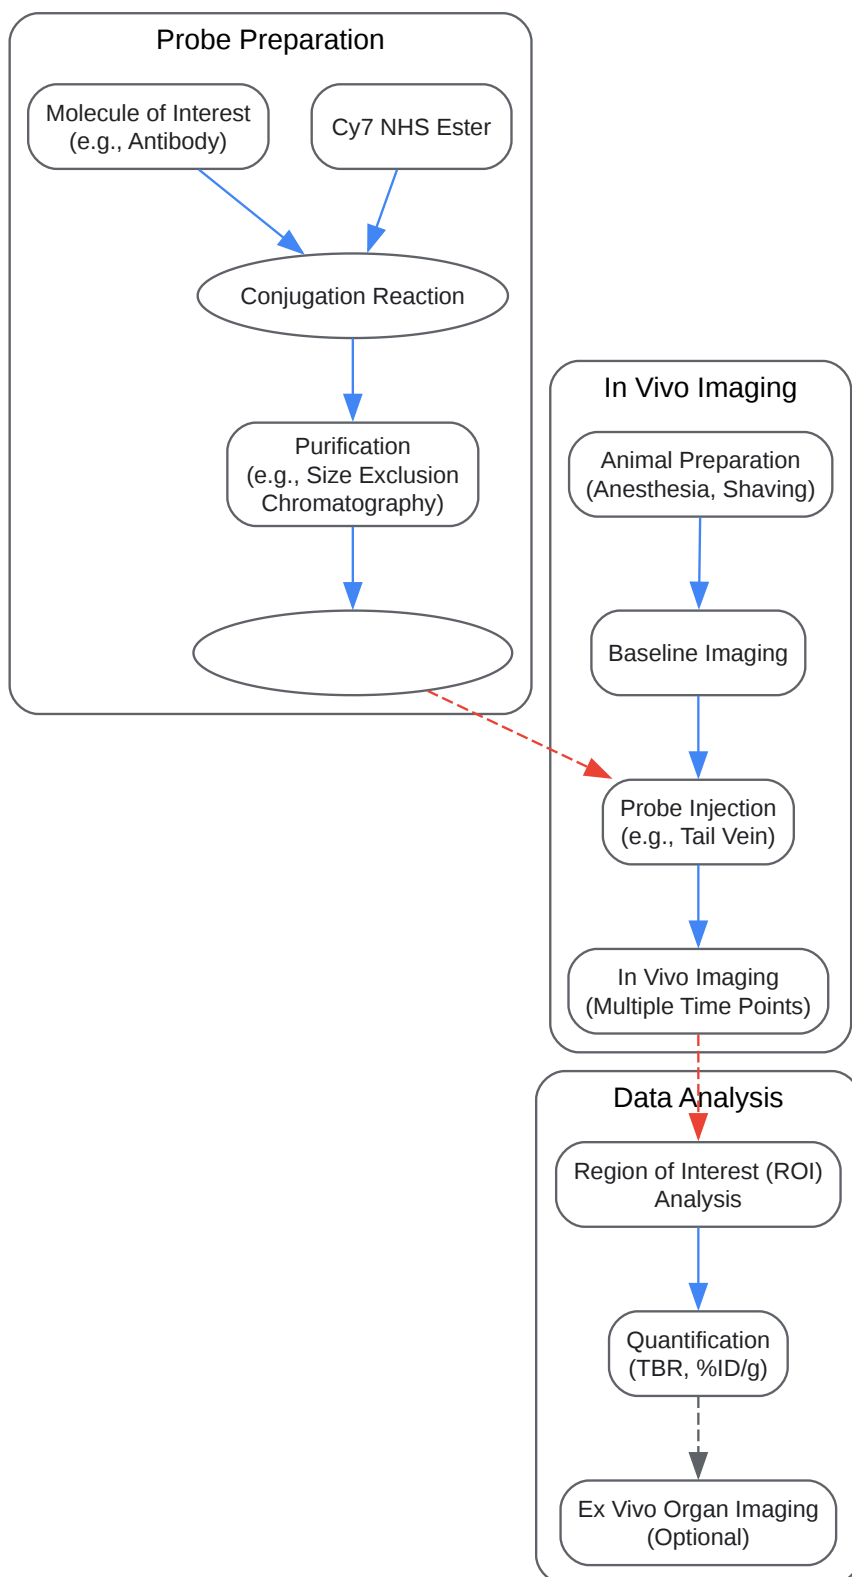 Probe Preparation
Molecule of Interest
(e.g., Antibody)
Cy7 NHS Ester
Conjugation Reaction
Purification
(e.g., Size Exclusion
Chromatography)
In Vivo Imaging
Animal Preparation
(Anesthesia, Shaving)
Baseline Imaging
Probe Injection
(e.g., Tail Vein)
In Vivo Imaging
(Multiple Time Points)
Data Analysis
Region of Interest (ROI)
Analysis
Quantification
(TBR, %ID/g)
Ex Vivo Organ Imaging
(Optional)